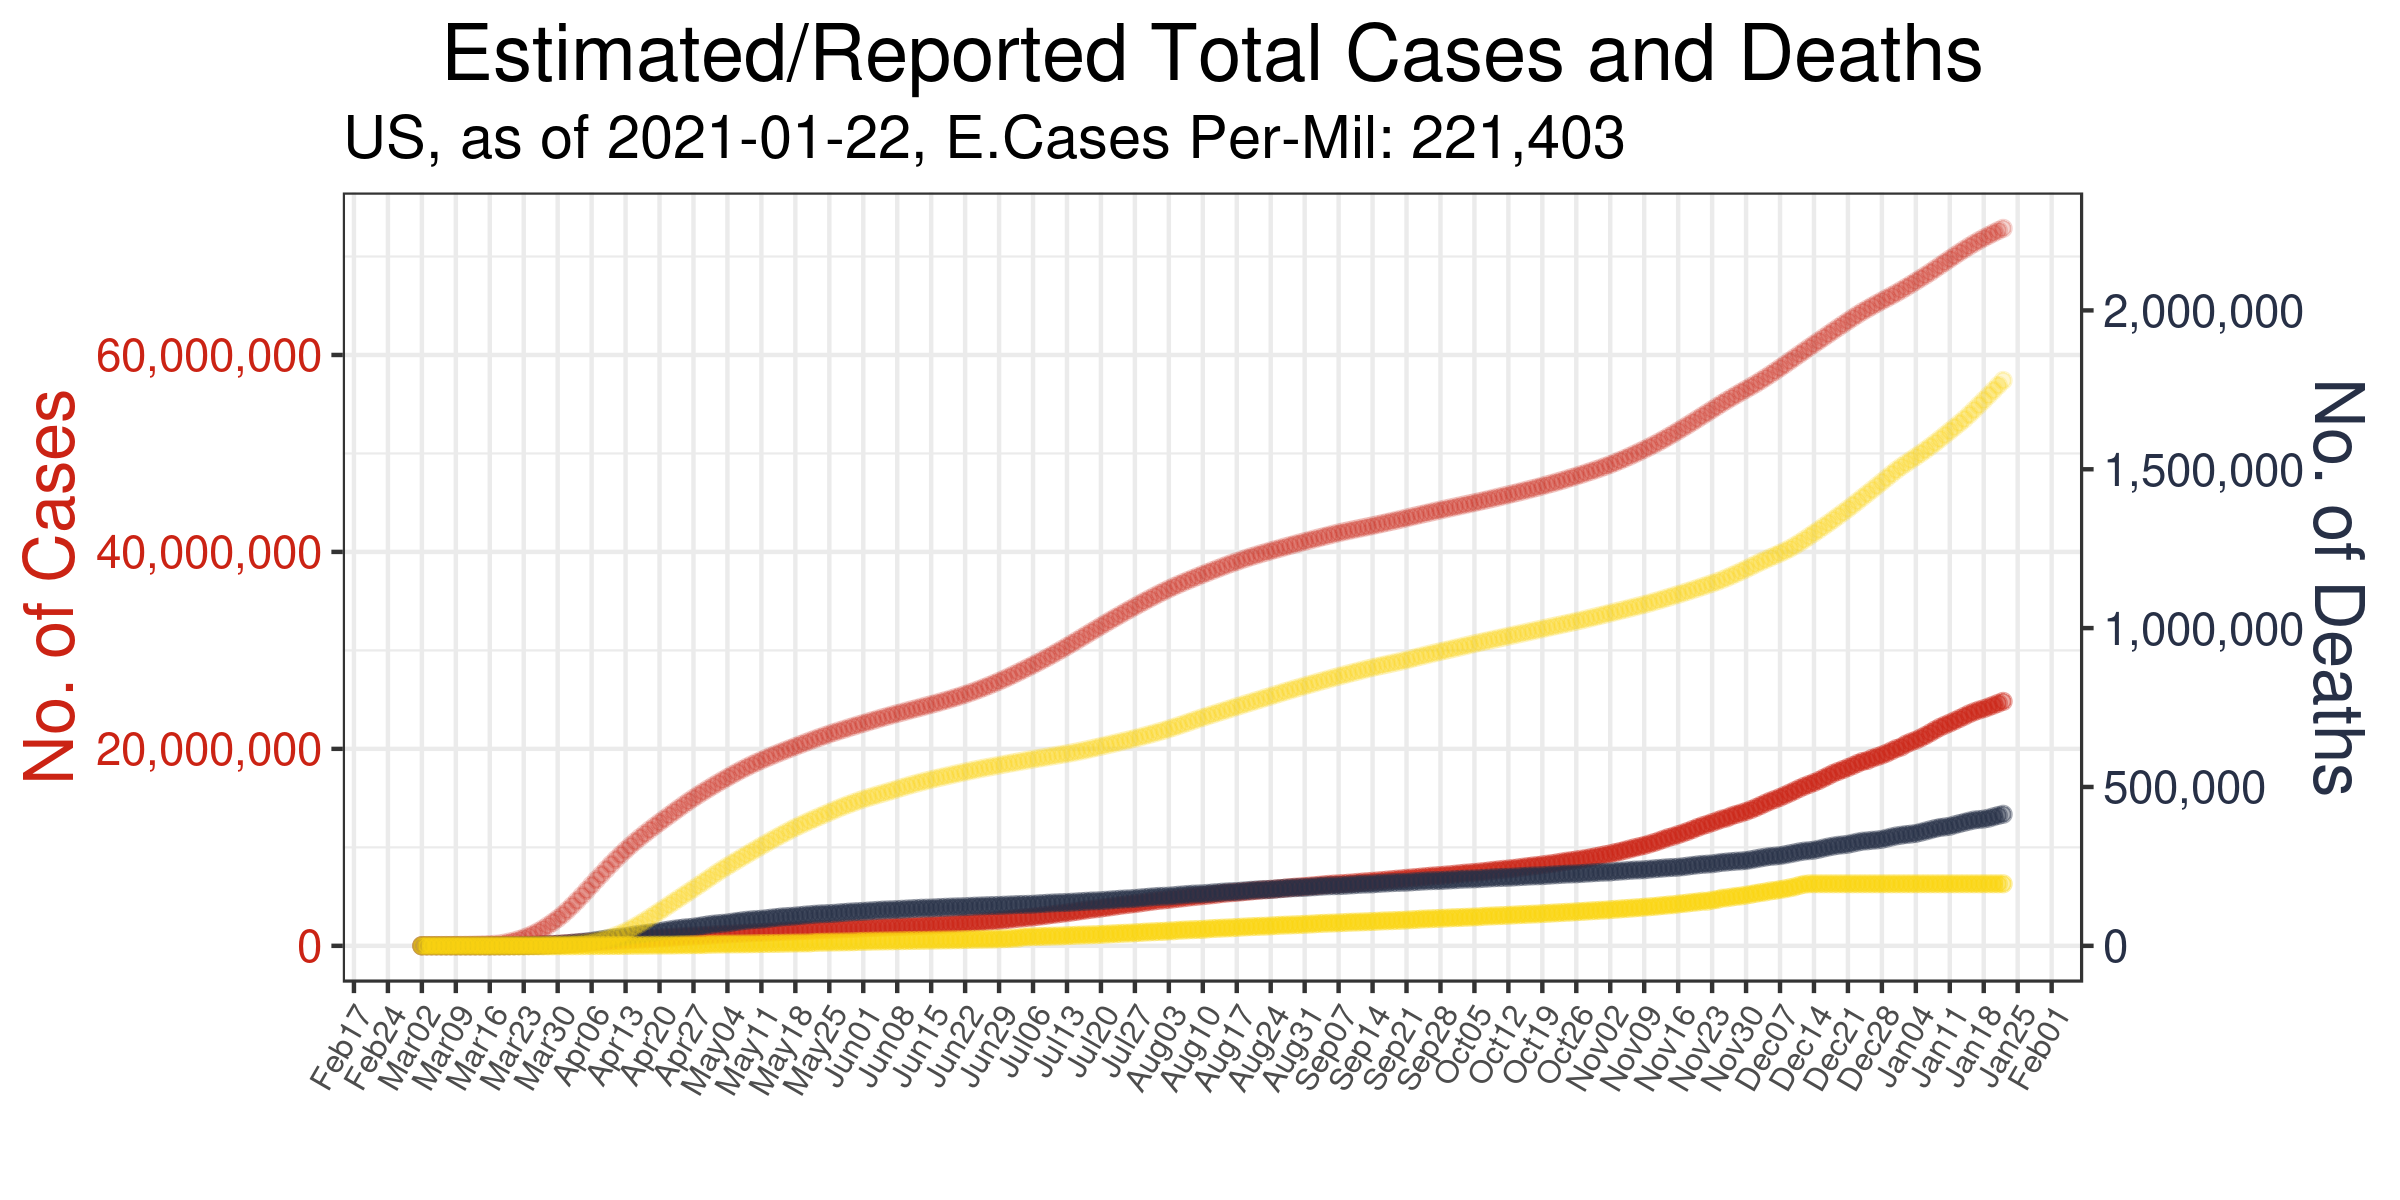 Estimated/Reported Total Cases and Deaths
US, as of 2021-01-22, E.Cases Per-Mil: 221,403
No. of Cases
60,000,000
40,000,000
20,000,000
0
2,000,000
1,500,000
1,000,000
500,000
0
No. of Deaths
Feb17
Feb24
Mar02
Mar09
Mar16
Mar23
Mar30
Apr06
Apr13
Apr20
Apr27
May04
May11
May18
May25
Jun01
Jun08
Jun15
Jun22
Jun29
Jul06
Jul13
Jul20
Jul27
Aug03
Aug10
Aug17
Aug24
Aug31
Sep07
Sep14
Sep21
Sep28
Oct05
Oct12
Oct19
Oct26
Nov02
Nov09
Nov16
Nov23
Nov30
Dec07
Dec14
Dec21
Dec28
Jan04
Jan11
Jan18
Jan25
Feb01